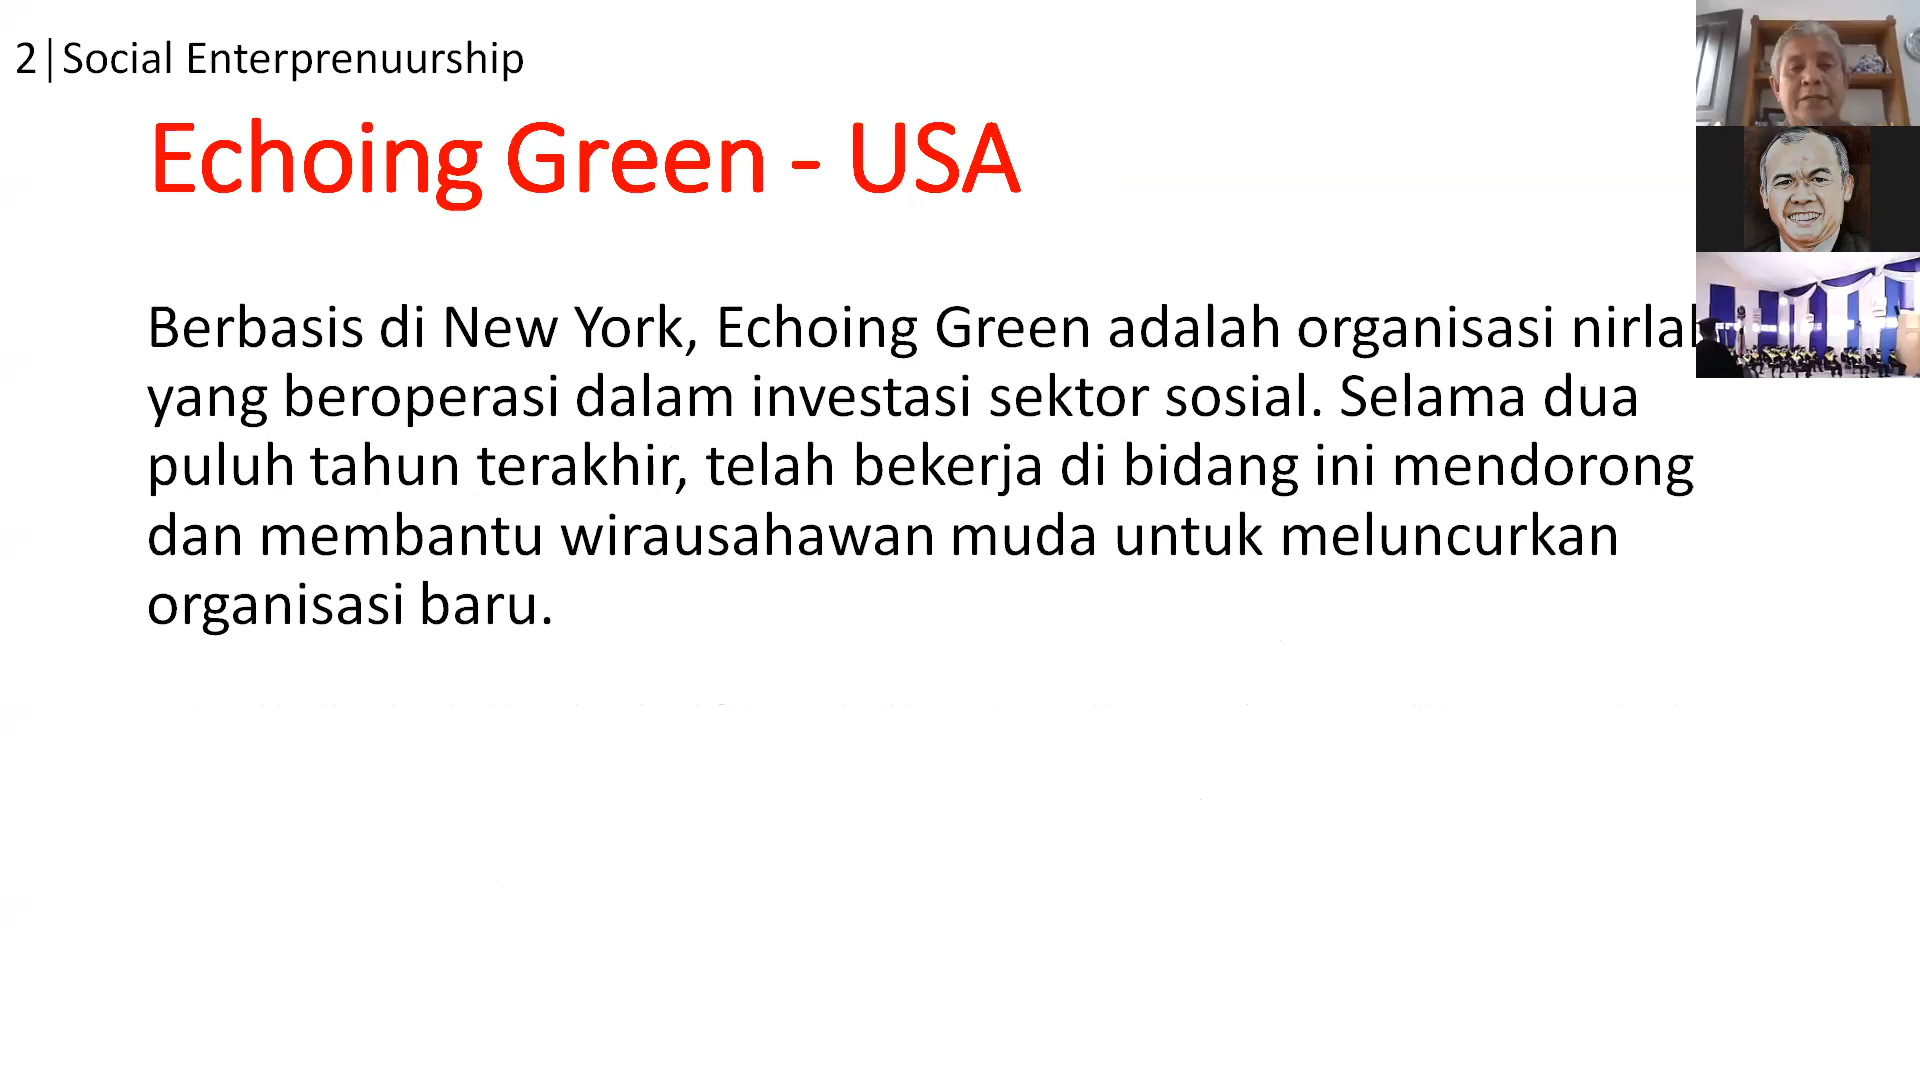 2|Social Enterprenuurship
Echoing Green - USA
Berbasis di New York, Echoing Green adalah organisasi
yang beroperasi dalam investasi sektor sosial. Selama dua
puluh tahun terakhir, telah bekerja di bidang ini mendorong
dan membantu wirausahawan muda untuk meluncurkan
organisasi baru.